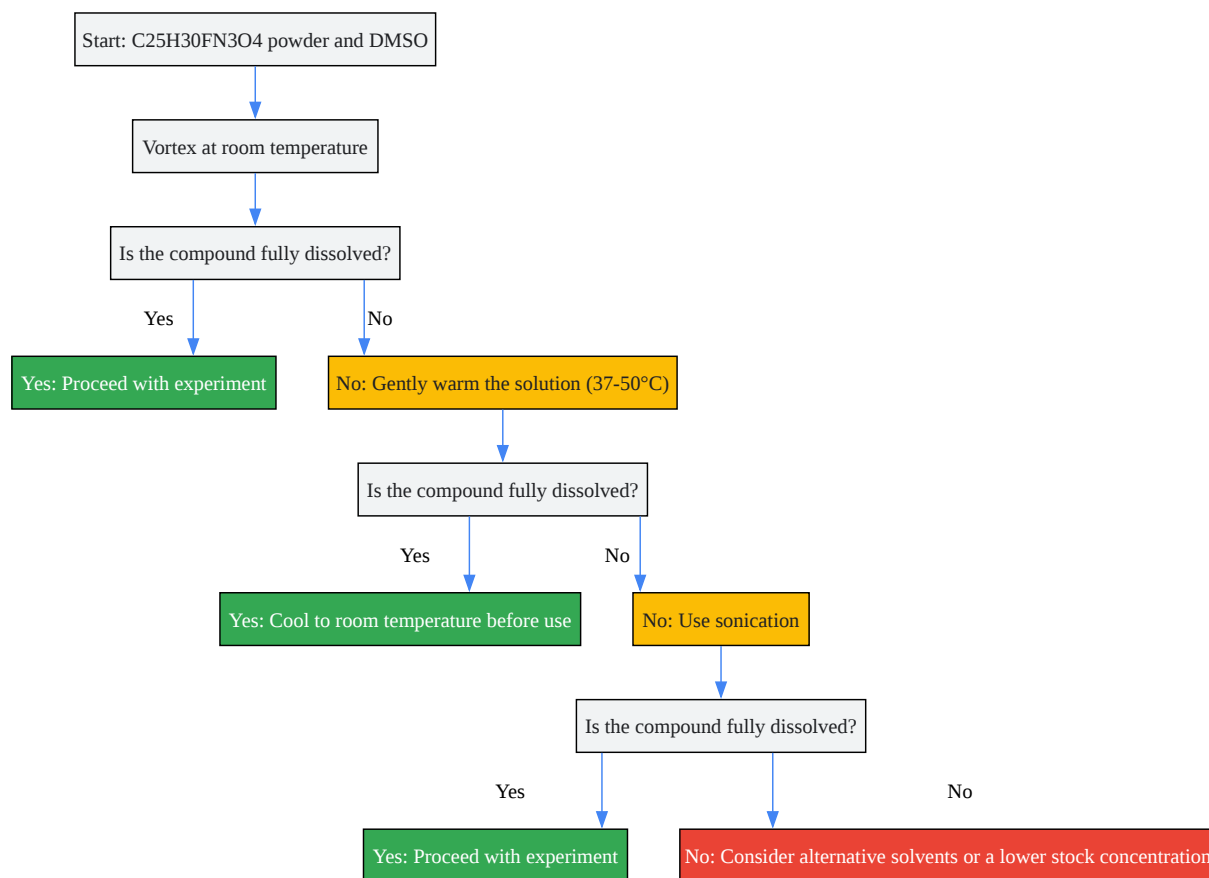 Start: C25H30FN3O4 powder and DMSO
Vortex at room temperature
Is the compound fully dissolved?
Yes
No
Yes: Proceed with experiment
No: Gently warm the solution (37-50°C)
Is the compound fully dissolved?
Yes
No
Yes: Cool to room temperature before use
No: Use sonication
Is the compound fully dissolved?
Yes
No
Yes: Proceed with experiment
No: Consider alternative solvents or a lower stock concentration